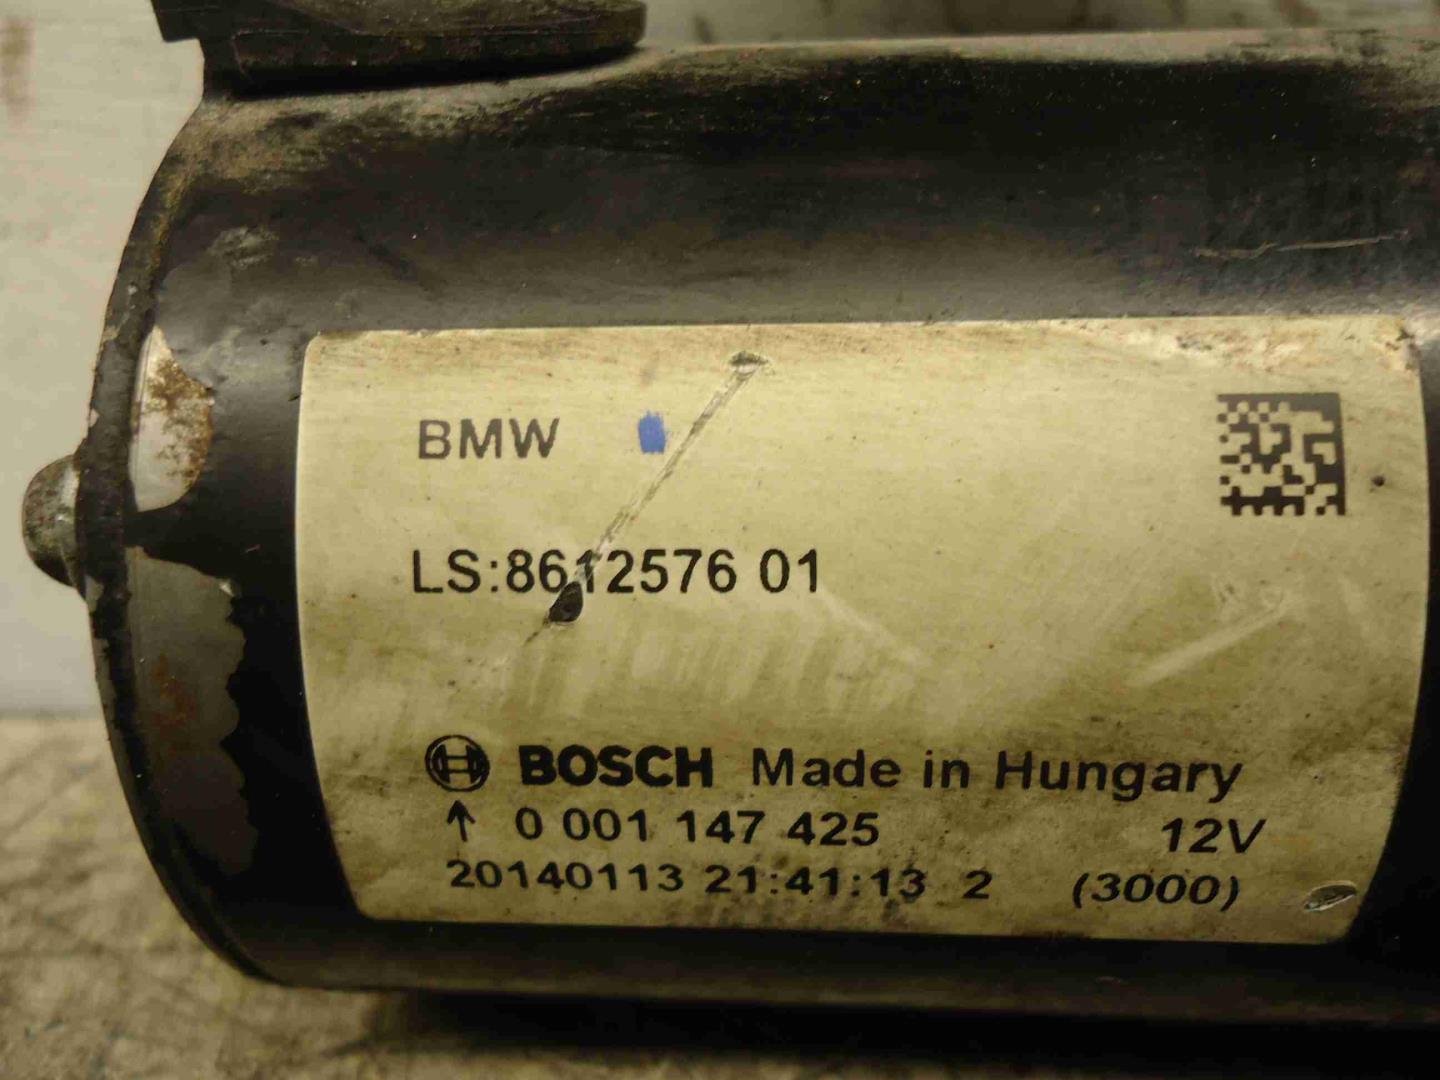 BMW
LS:8612576 01
BOSCH Made in Hungary
↑ 0 001 147 425 12V
20140113 21:41:13 2 (3000)